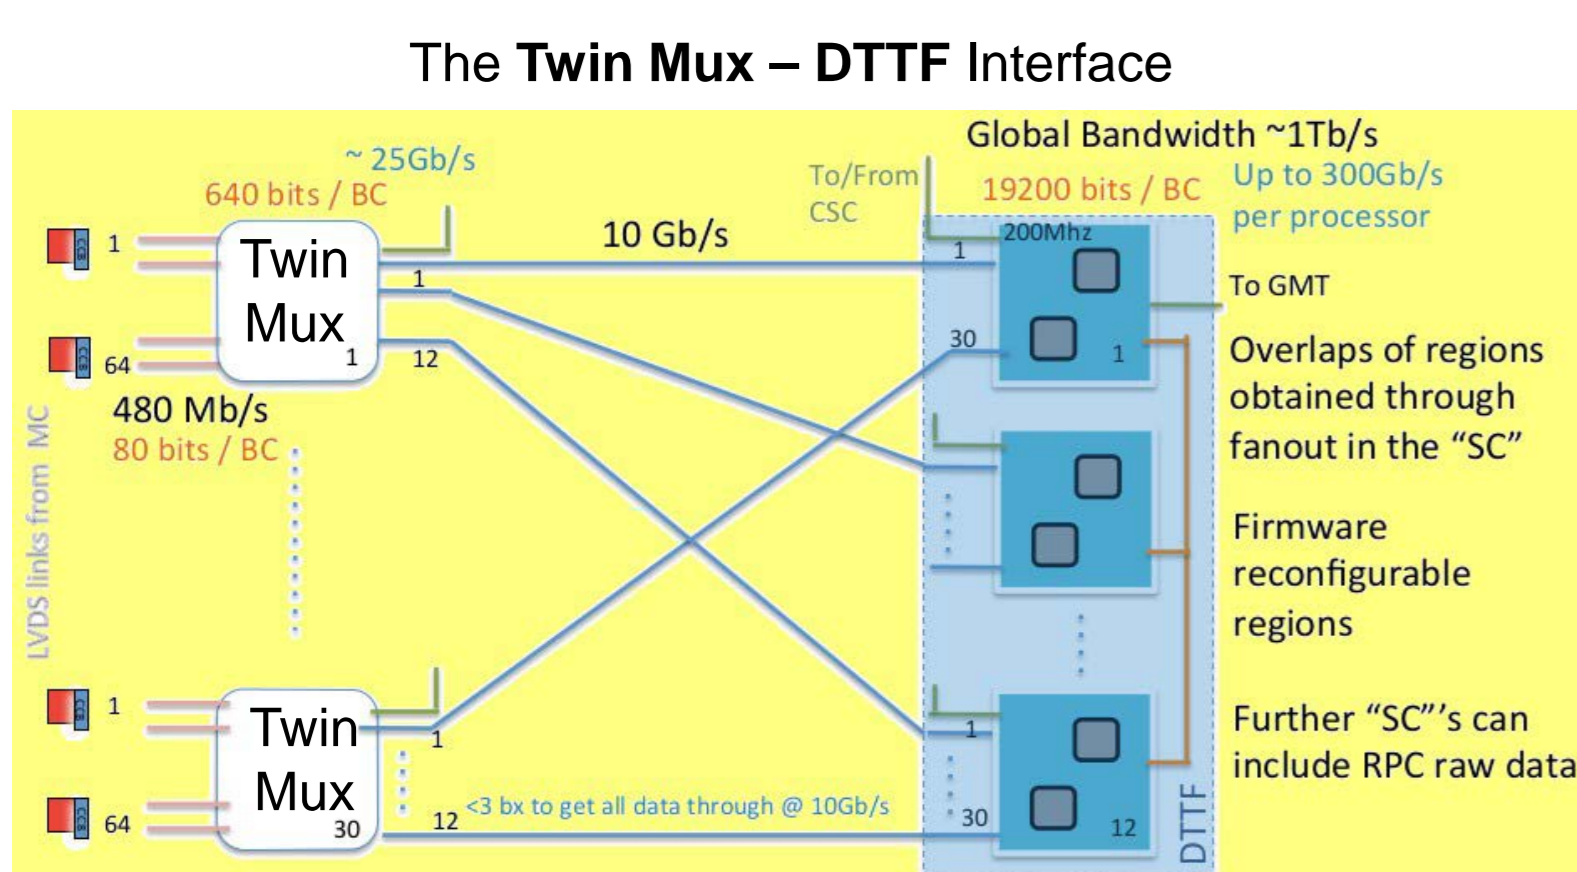 The Twin Mux – DTTF Interface
Global Bandwidth ~1Tb/s
~ 25Gb/s
640 bits / BC
To/From
CSC
19200 bits / BC
Up to 300Gb/s
per processor
1
Twin
Mux
1
10 Gb/s
1
12
1
200Mhz
30
1
To GMT
64
480 Mb/s
80 bits / BC
LVDS links from MC
Overlaps of regions
obtained through
fanout in the “SC”
Firmware
reconfigurable
regions
1
Twin
Mux
30
64
1
12
<3 bx to get all data through @ 10Gb/s
1
30
12
DTTF
Further “SC”’s can
include RPC raw data